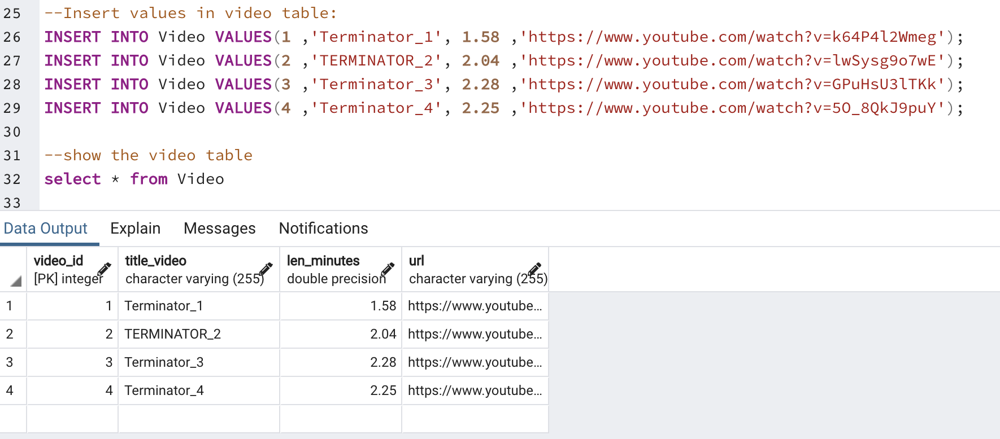 25 --Insert values in video table:
26 INSERT INTO Video VALUES(1 ,'Terminator_1', 1.58 ,'https://www.youtube.com/watch?v=k64P4l2Wmeg');
27 INSERT INTO Video VALUES(2 ,'TERMINATOR_2', 2.04 ,'https://www.youtube.com/watch?v=lwSysg9o7wE');
28 INSERT INTO Video VALUES(3 ,'Terminator_3', 2.28 ,'https://www.youtube.com/watch?v=GPuHsU3lTKk');
29 INSERT INTO Video VALUES(4 ,'Terminator_4', 2.25 ,'https://www.youtube.com/watch?v=5O_8QkJ9puY');
30
31 --show the video table
32 select * from Video
33
Data Output Explain Messages Notifications
video_id title_video len_minutes url
[PK] integer character varying (255) double precision character varying (255)
1 1 Terminator_1 1.58 https://www.youtube...
2 2 TERMINATOR_2 2.04 https://www.youtube...
3 3 Terminator_3 2.28 https://www.youtube...
4 4 Terminator_4 2.25 https://www.youtube...